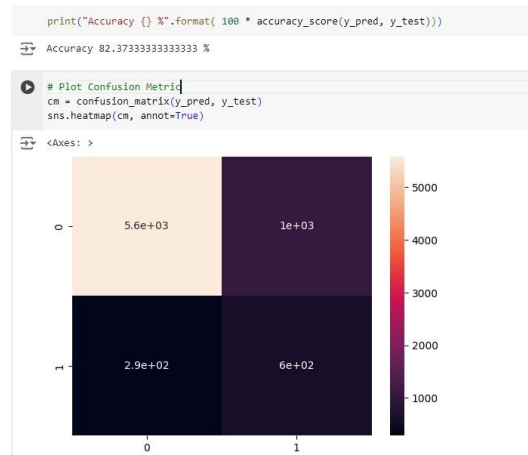 print("Accuracy {} %".format( 100 * accuracy_score(y_pred, y_test)))
Accuracy 82.37333333333333 %
# Plot Confusion Metric
cm = confusion_matrix(y_pred, y_test)
sns.heatmap(cm, annot=True)
<Axes: >
5000
0
5.6e+03
1e+03
4000
3000
2000
1
2.9e+02
6e+02
1000
0
1